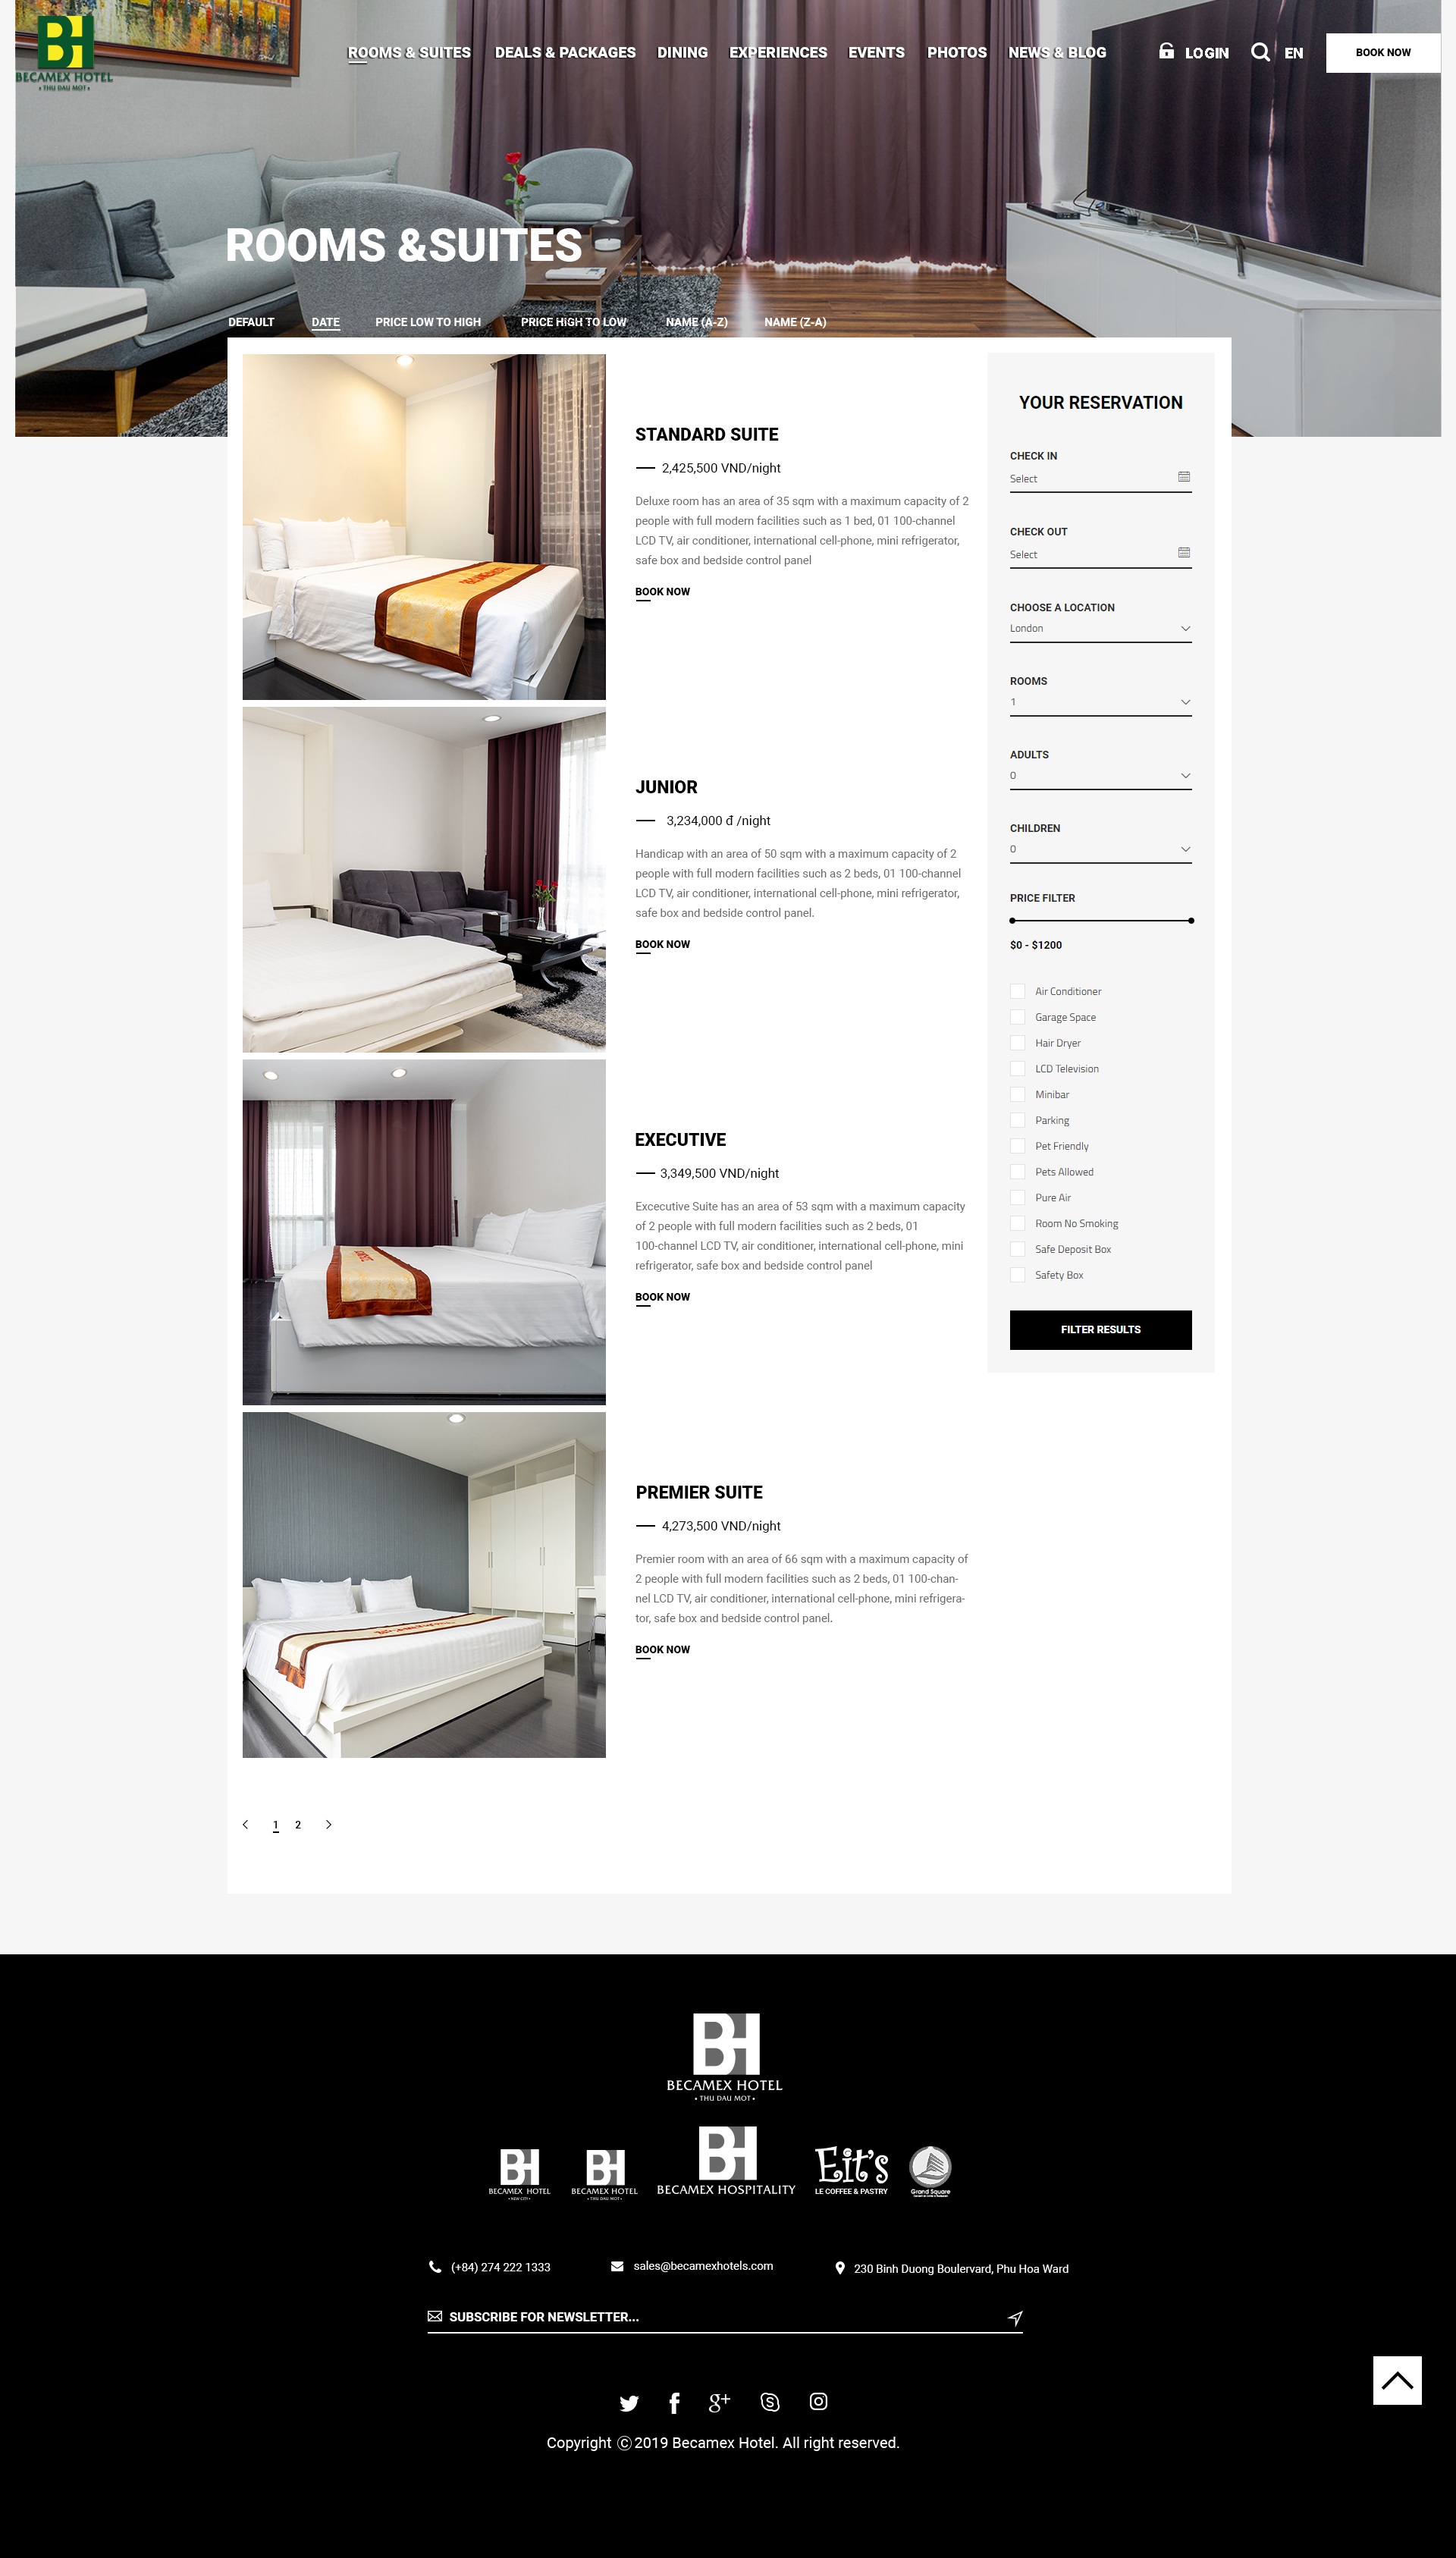 BH
BECAMEX HOTEL
• THU DAU MOT •
ROOMS & SUITES DEALS & PACKAGES DINING EXPERIENCES EVENTS PHOTOS NEWS & BLOG LOGIN EN BOOK NOW
ROOMS &SUITES
DEFAULT DATE PRICE LOW TO HIGH PRICE HIGH TO LOW NAME (A-Z) NAME (Z-A)
STANDARD SUITE
2,425,500 VND/night
Deluxe room has an area of 35 sqm with a maximum capacity of 2
people with full modern facilities such as 1 bed, 01 100-channel
LCD TV, air conditioner, international cell-phone, mini refrigerator,
safe box and bedside control panel
BOOK NOW
JUNIOR
3,234,000 đ /night
Handicap with an area of 50 sqm with a maximum capacity of 2
people with full modern facilities such as 2 beds, 01 100-channel
LCD TV, air conditioner, international cell-phone, mini refrigerator,
safe box and bedside control panel.
BOOK NOW
EXECUTIVE
3,349,500 VND/night
Excecutive Suite has an area of 53 sqm with a maximum capacity
of 2 people with full modern facilities such as 2 beds, 01
100-channel LCD TV, air conditioner, international cell-phone, mini
refrigerator, safe box and bedside control panel
BOOK NOW
PREMIER SUITE
4,273,500 VND/night
Premier room with an area of 66 sqm with a maximum capacity of
2 people with full modern facilities such as 2 beds, 01 100-chan-
nel LCD TV, air conditioner, international cell-phone, mini refrigera-
tor, safe box and bedside control panel.
BOOK NOW
YOUR RESERVATION
CHECK IN
Select
CHECK OUT
Select
CHOOSE A LOCATION
London
ROOMS
1
ADULTS
0
CHILDREN
0
PRICE FILTER
$0 - $1200
Air Conditioner
Garage Space
Hair Dryer
LCD Television
Minibar
Parking
Pet Friendly
Pets Allowed
Pure Air
Room No Smoking
Safe Deposit Box
Safety Box
FILTER RESULTS
1 2
BH
BECAMEX HOTEL
• THU DAU MOT •
BH
BECAMEX HOTEL
• NEW CITY •
BH
BECAMEX HOTEL
• THU DAU MOT •
BH
BECAMEX HOSPITALITY
Eit's
LE COFFEE & PASTRY
Grand Square
(+84) 274 222 1333
sales@becamexhotels.com
230 Binh Duong Boulervard, Phu Hoa Ward
SUBSCRIBE FOR NEWSLETTER...
Copyright ©2019 Becamex Hotel. All right reserved.